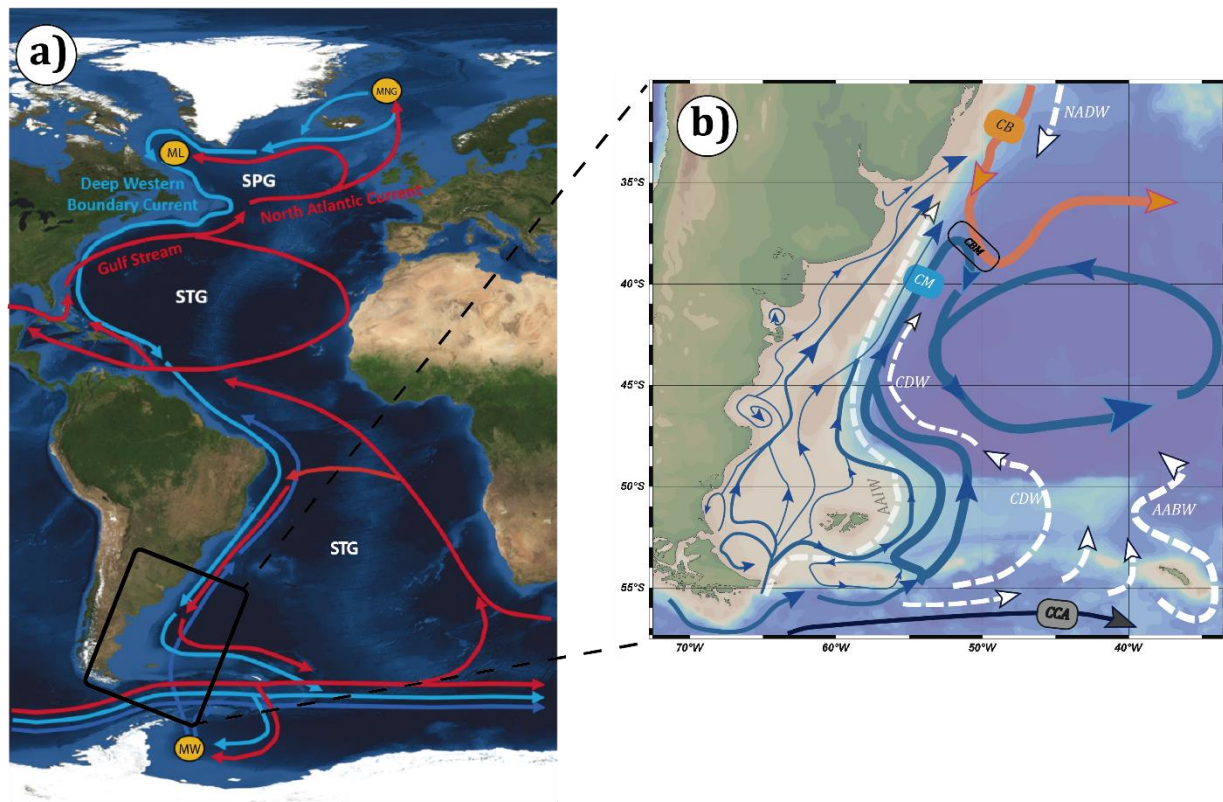 a)
MNG
ML
SPG
Deep Western
Boundary Current
North Atlantic Current
Gulf Stream
STG
STG
MW
b)
CB
NADW
35°S
CBM
CM
40°S
CDW
45°S
AAIW
50°S
CDW
AABW
55°S
CCA
70°W
60°W
50°W
40°W